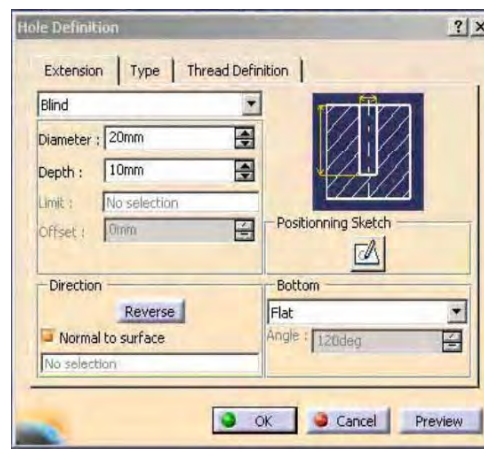 Hole Definition
? x
Extension Type Thread Definition
Blind
Diameter : 20mm
Depth : 10mm
Limit : No selection
Offset : 0mm
Positionning Sketch
Direction
Reverse
Normal to surface
No selection
Bottom
Flat
Angle : 120deg
OK Cancel Preview